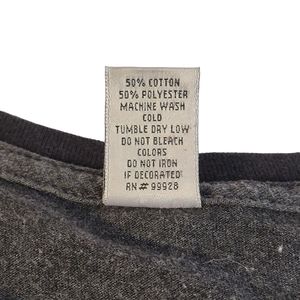 50% COTTON
50% POLYESTER
MACHINE WASH
COLD
TUMBLE DRY LOW
DO NOT BLEACH
COLORS
DO NOT IRON
IF DECORATED
RN # 99928